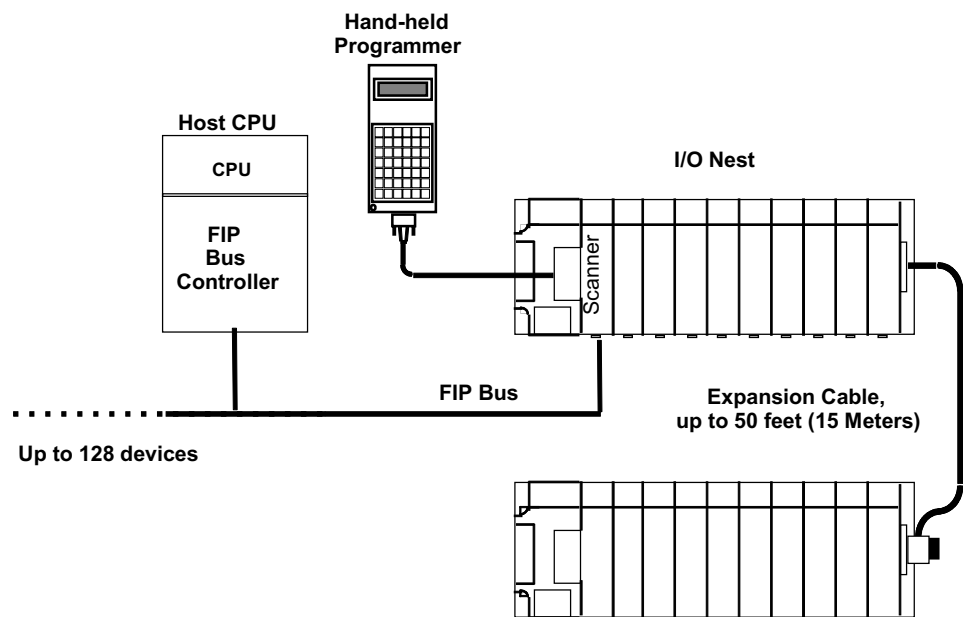 Hand-held
Programmer
Host CPU
CPU
FIP
Bus
Controller
I/O Nest
Scanner
FIP Bus
Expansion Cable,
up to 50 feet (15 Meters)
Up to 128 devices